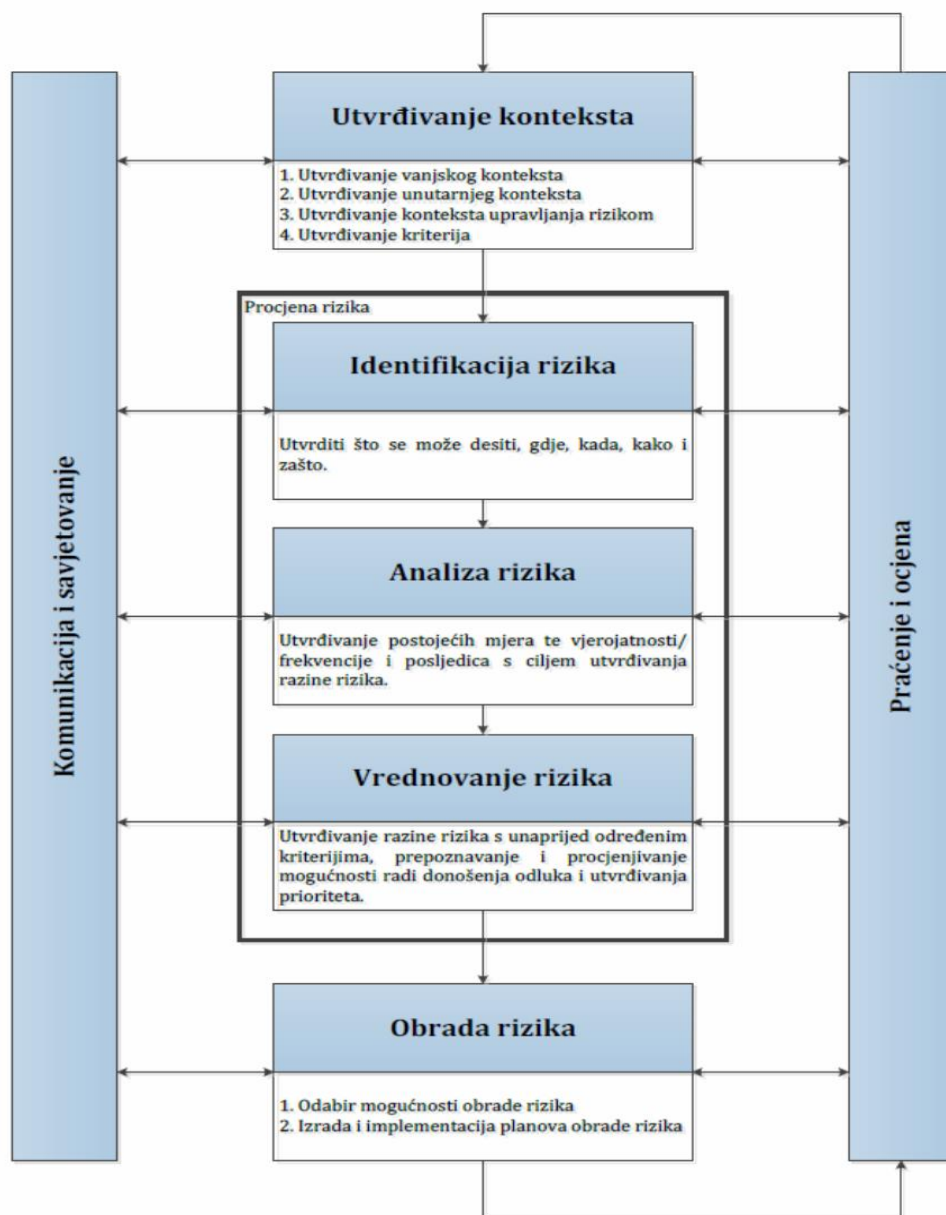 Utvrđivanje konteksta
1. Utvrđivanje vanjskog konteksta
2. Utvrđivanje unutarnjeg konteksta
3. Utvrđivanje konteksta upravljanja rizikom
4. Utvrđivanje kriterija
Procjena rizika
Identifikacija rizika
Utvrditi što se može desiti, gdje, kada, kako i
zašto.
Analiza rizika
Utvrđivanje postojećih mjera te vjerojatnosti/
frekvencije i posljedica s ciljem utvrđivanja
razine rizika.
Vrednovanje rizika
Utvrđivanje razine rizika s unaprijed određenim
kriterijima, prepoznavanje i procjenjivanje
mogućnosti radi donošenja odluka i utvrđivanja
prioriteta.
Obrada rizika
1. Odabir mogućnosti obrade rizika
2. Izrada i implementacija planova obrade rizika
Komunikacija i savjetovanje
Praćenje i ocjena